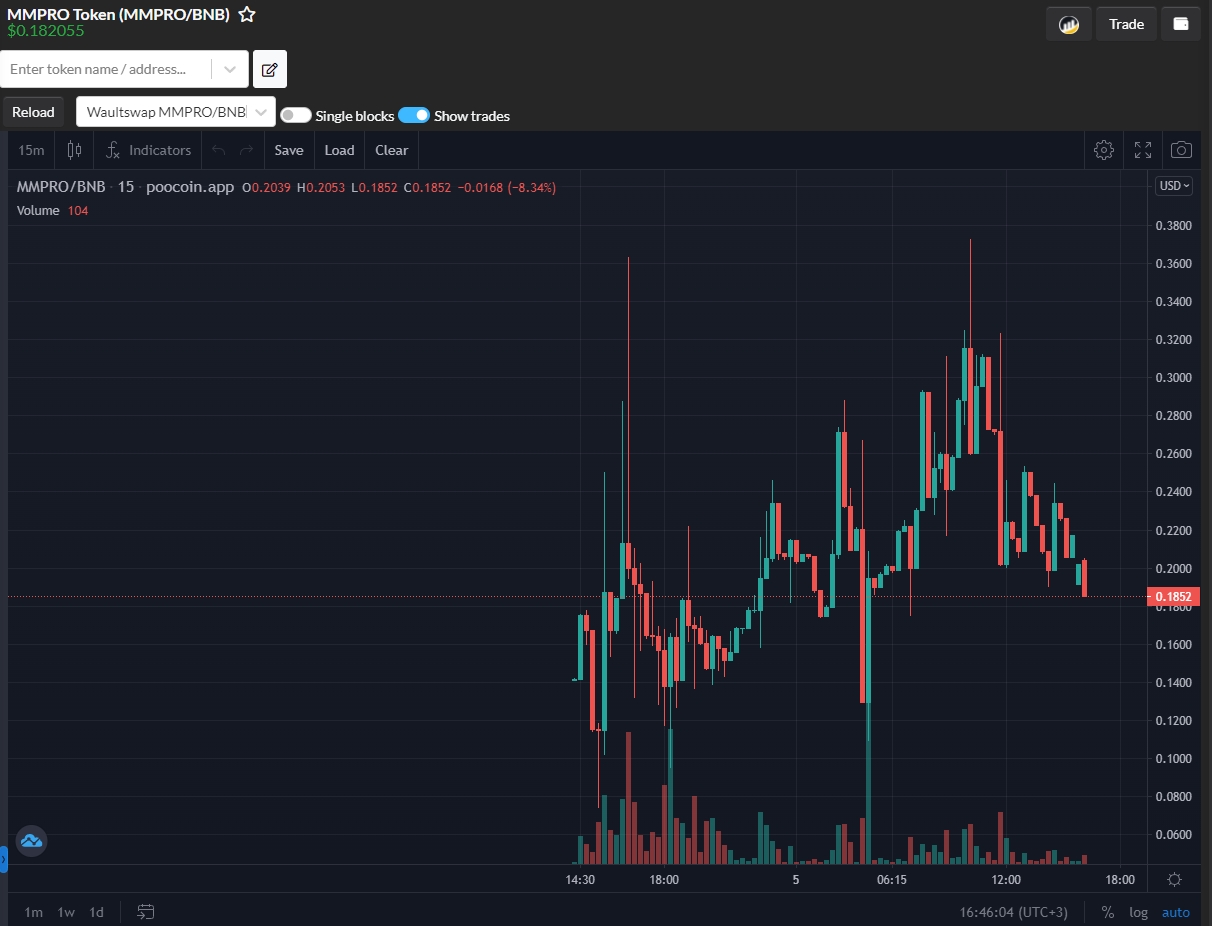 MMPRO Token (MMPRO/BNB)
$0.182055
Trade
Enter token name / address...
Reload
Waultswap MMPRO/BNB
Single blocks
Show trades
15m
Indicators
Save
Load
Clear
MMPRO/BNB · 15 · poocoin.app O0.2039 H0.2053 L0.1852 C0.1852 −0.0168 (−8.34%)
Volume 104
USD
0.3800
0.3600
0.3400
0.3200
0.3000
0.2800
0.2600
0.2400
0.2200
0.2000
0.1852
0.1800
0.1600
0.1400
0.1200
0.1000
0.0800
0.0600
14:30 18:00 5 06:15 12:00 18:00
1m 1w 1d
16:46:04 (UTC+3)
% log auto